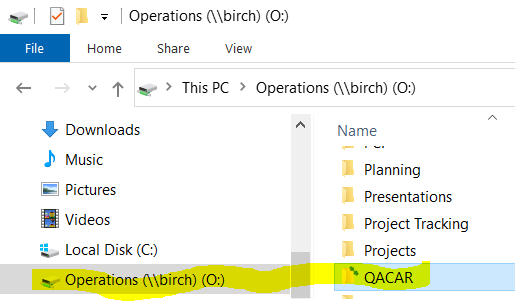 Operations (\\birch) (O:)
File Home Share View
This PC Operations (\\birch) (O:)
Downloads
Music
Pictures
Videos
Local Disk (C:)
Operations (\\birch) (O:)
Name
Planning
Presentations
Project Tracking
Projects
QACAR